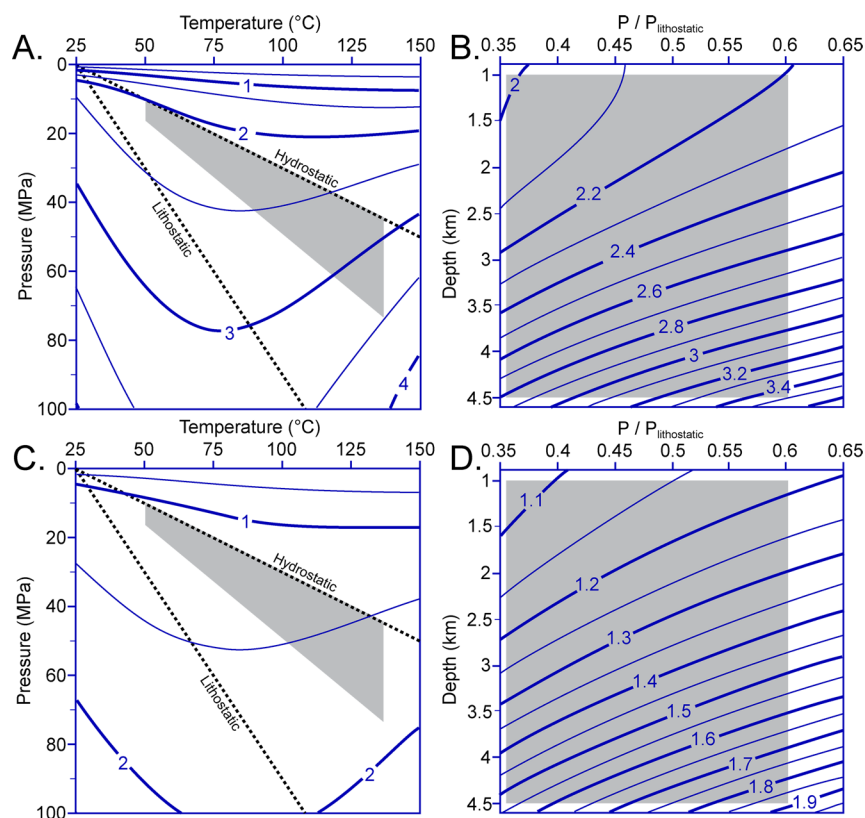 A.
Temperature (°C)
25 50 75 100 125 150
Pressure (MPa)
0
20
40
60
80
100
1
2
3
4
Hydrostatic
Lithostatic
B.
P / Plithostatic
0.35 0.4 0.45 0.5 0.55 0.6 0.65
Depth (km)
1
1.5
2
2.5
3
3.5
4
4.5
2
2.2
2.4
2.6
2.8
3
3.2
3.4
C.
Temperature (°C)
25 50 75 100 125 150
Pressure (MPa)
0
20
40
60
80
100
1
2
2
Hydrostatic
Lithostatic
D.
P / Plithostatic
0.35 0.4 0.45 0.5 0.55 0.6 0.65
Depth (km)
1
1.5
2
2.5
3
3.5
4
4.5
1.1
1.2
1.3
1.4
1.5
1.6
1.7
1.8
1.9